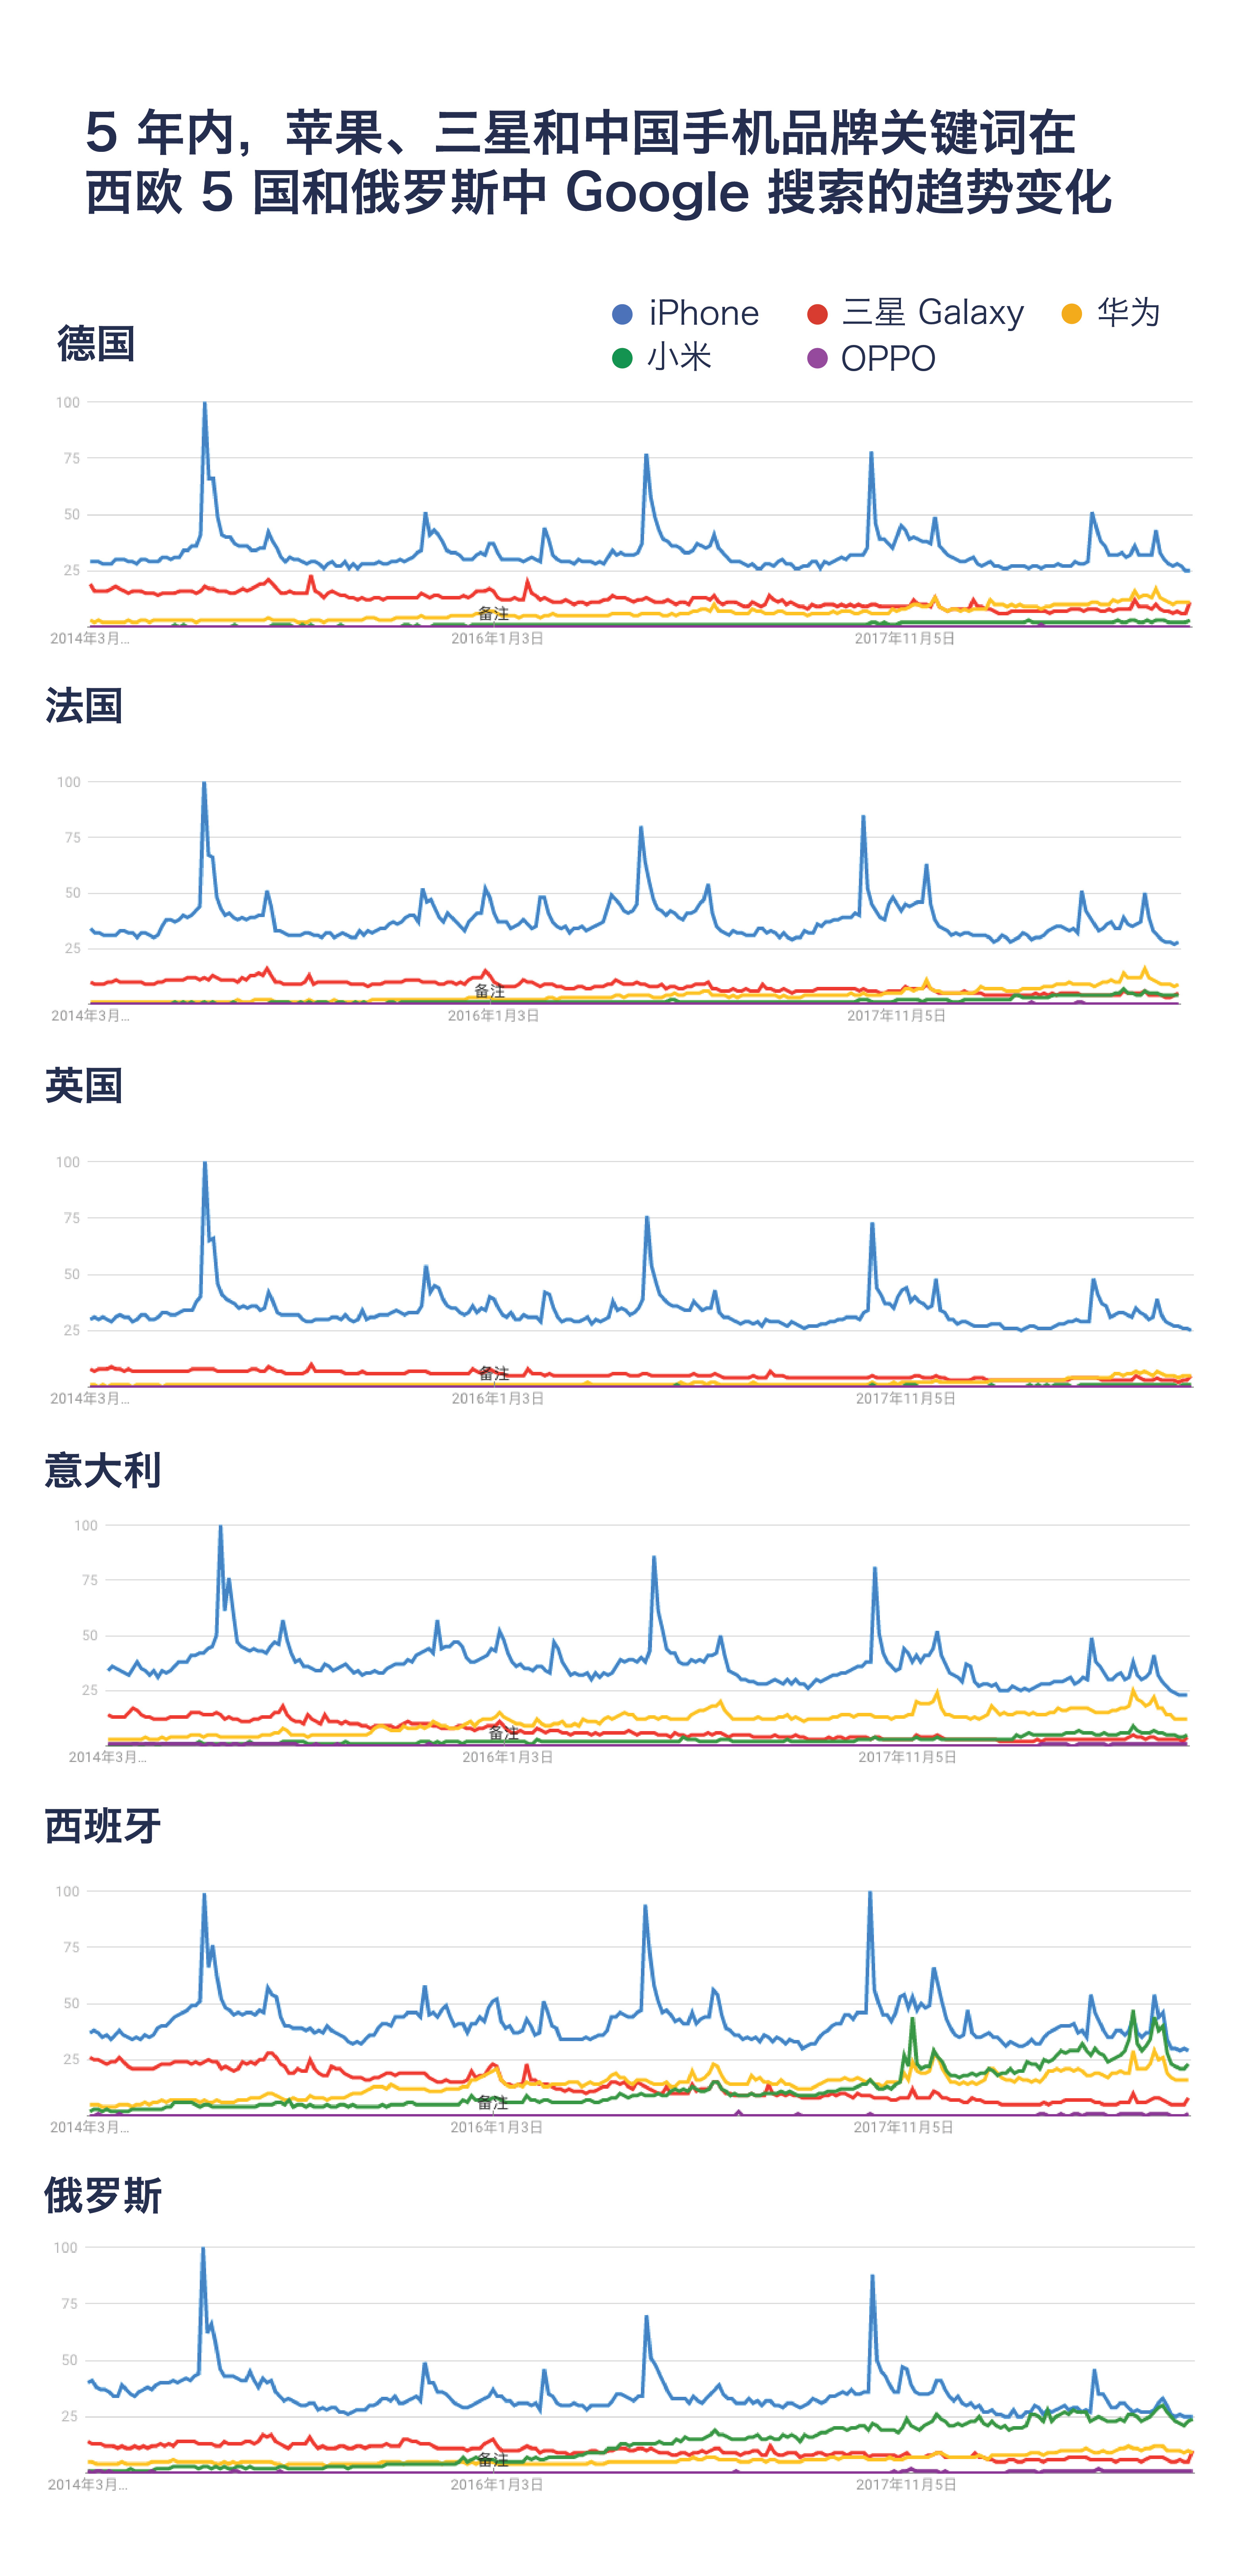 5 年内，苹果、三星和中国手机品牌关键词在
西欧 5 国和俄罗斯中 Google 搜索的趋势变化
iPhone 三星 Galaxy 华为
小米 OPPO
德国
100
75
50
25
备注
2014年3月... 2016年1月3日 2017年11月5日
法国
100
75
50
25
备注
2014年3月... 2016年1月3日 2017年11月5日
英国
100
75
50
25
备注
2014年3月... 2016年1月3日 2017年11月5日
意大利
100
75
50
25
备注
2014年3月... 2016年1月3日 2017年11月5日
西班牙
100
75
50
25
备注
2014年3月... 2016年1月3日 2017年11月5日
俄罗斯
100
75
50
25
备注
2014年3月... 2016年1月3日 2017年11月5日